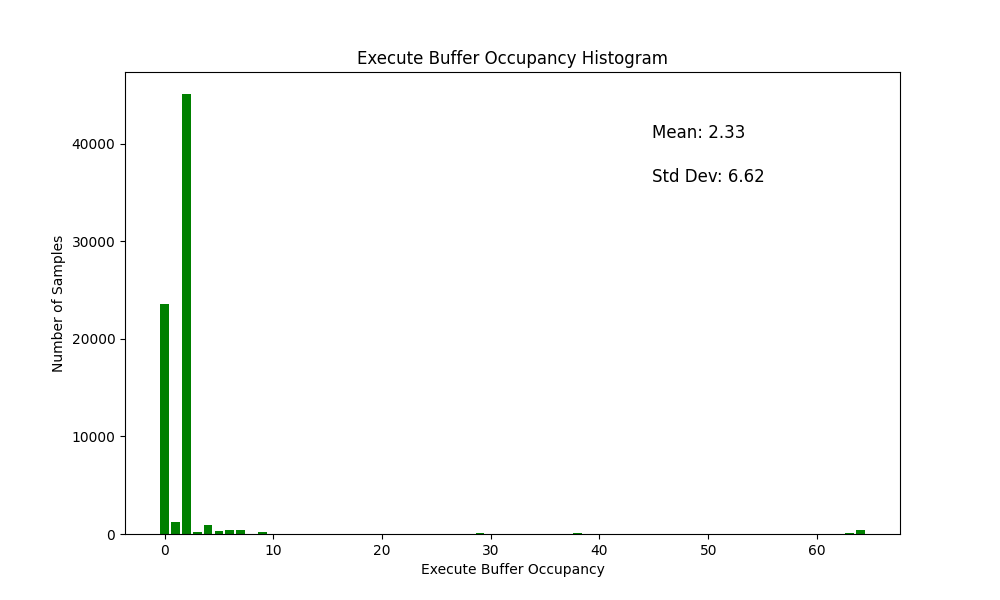 Execute Buffer Occupancy Histogram
Mean: 2.33
Std Dev: 6.62
Number of Samples
40000
30000
20000
10000
0
0 10 20 30 40 50 60
Execute Buffer Occupancy